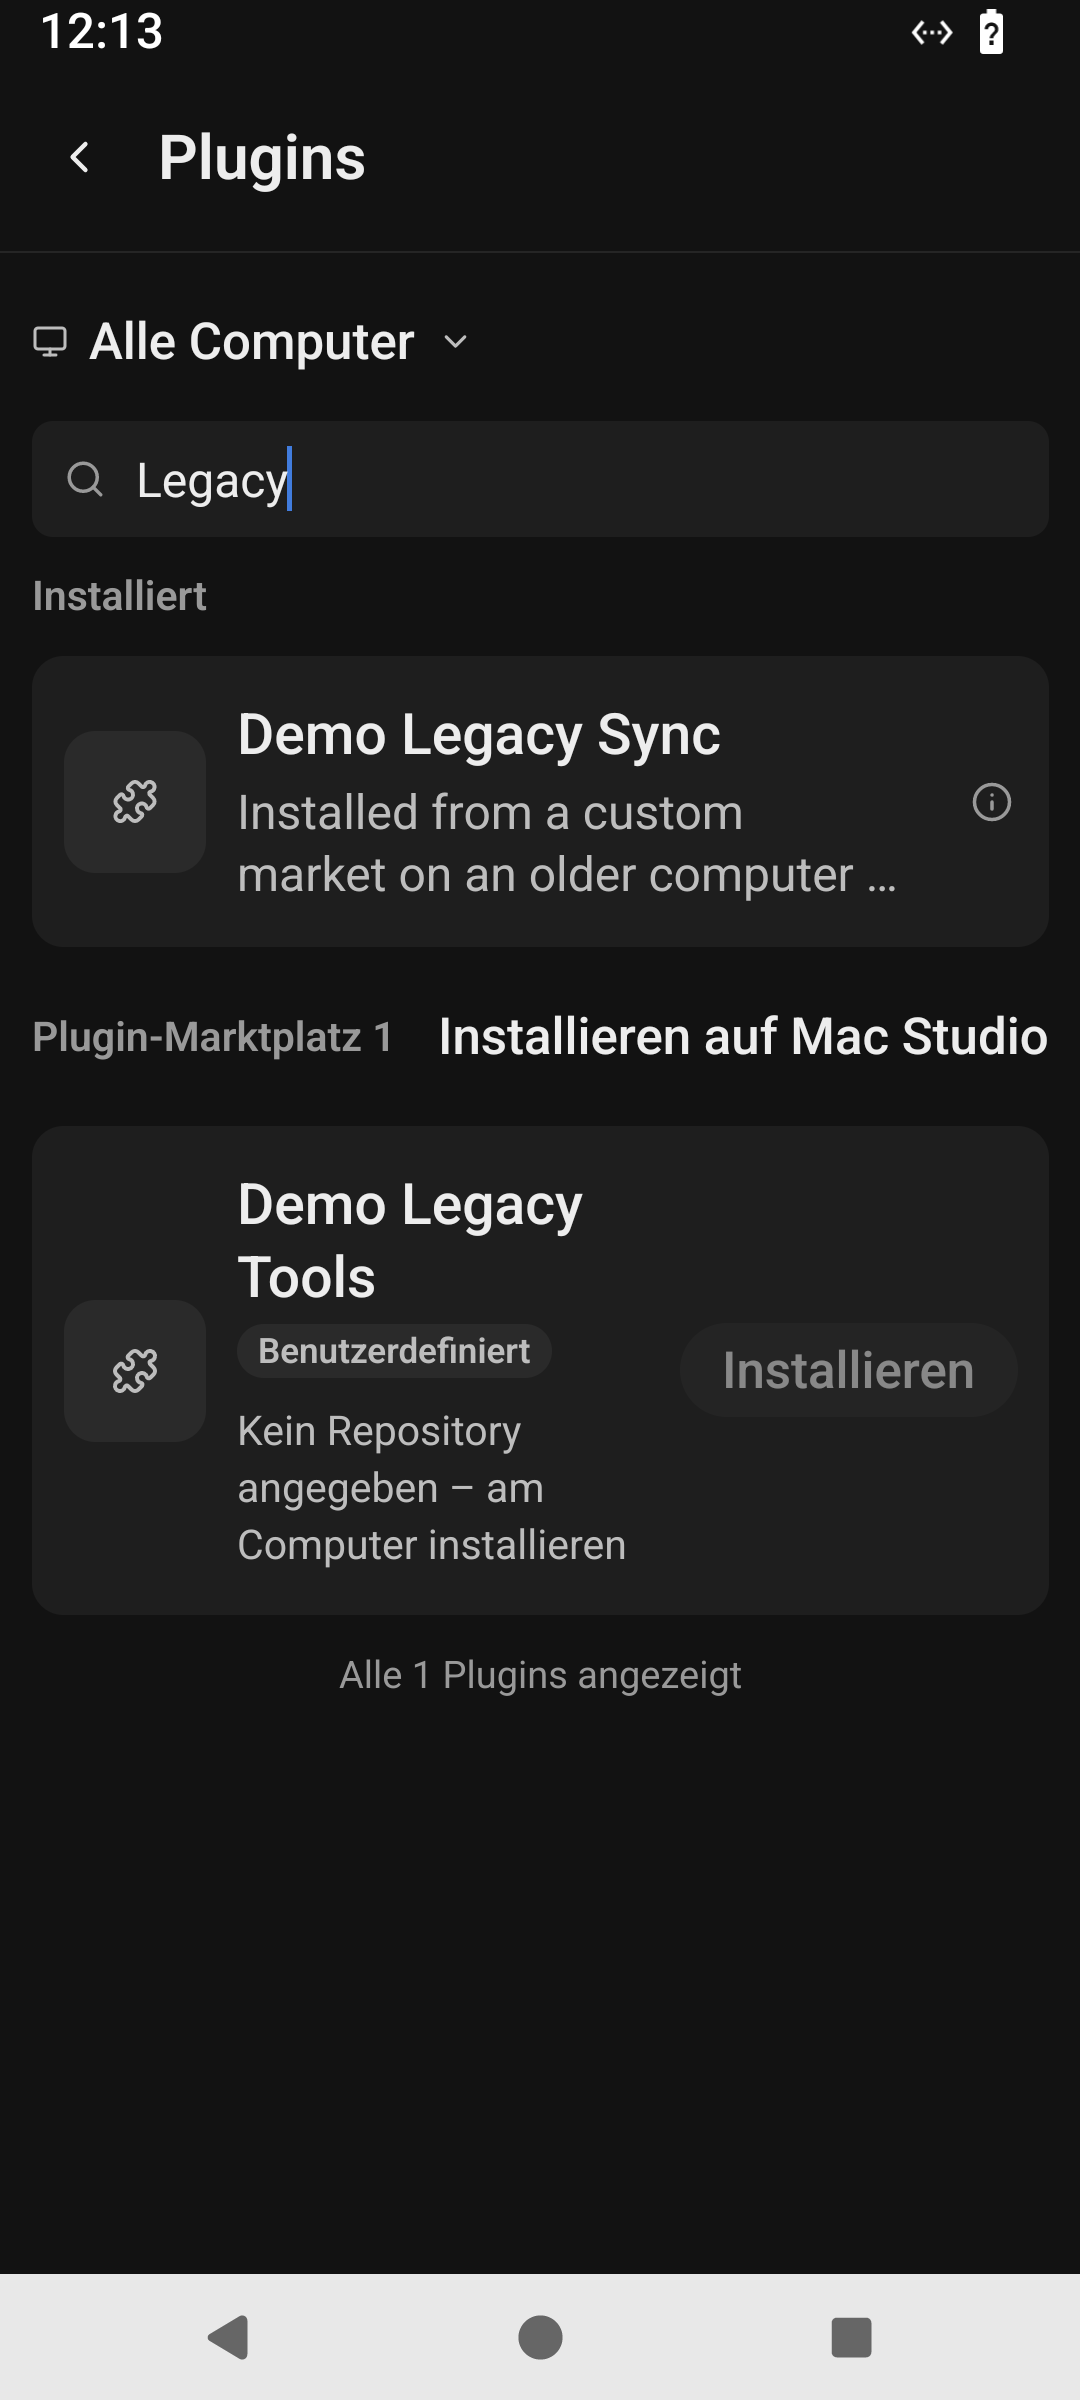 12:13
Plugins
Alle Computer
Legacy
Installiert
Demo Legacy Sync
Installed from a custom
market on an older computer ...
Plugin-Marktplatz 1
Installieren auf Mac Studio
Demo Legacy
Tools
Benutzerdefiniert
Kein Repository
angegeben – am
Computer installieren
Installieren
Alle 1 Plugins angezeigt